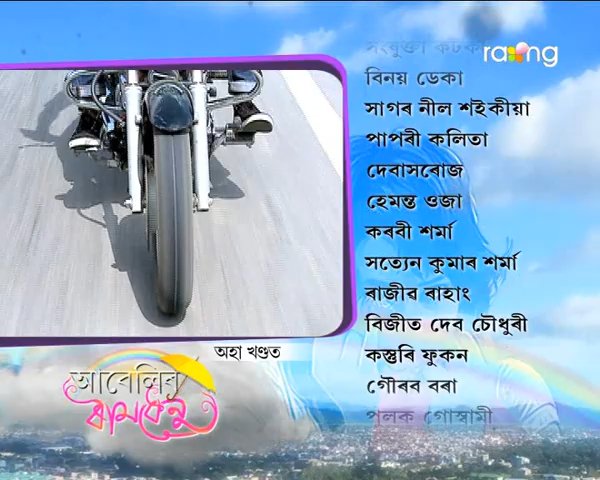 rang
সংযুক্তা কটকী
বিনয় ডেকা
সাগৰ নীল শইকীয়া
পাপৰী কলিতা
দেবাসৰোজ
হেমন্ত ওজা
কৰবী শৰ্মা
সত্যেন কুমাৰ শৰ্মা
ৰাজীৱ ৰাহাং
বিজীত দেব চৌধুৰী
কস্তুৰি ফুকন
গৌৰব বৰা
পলক গোস্বামী
অহা খণ্ডত
আবেলিৰ
ৰামধেনু